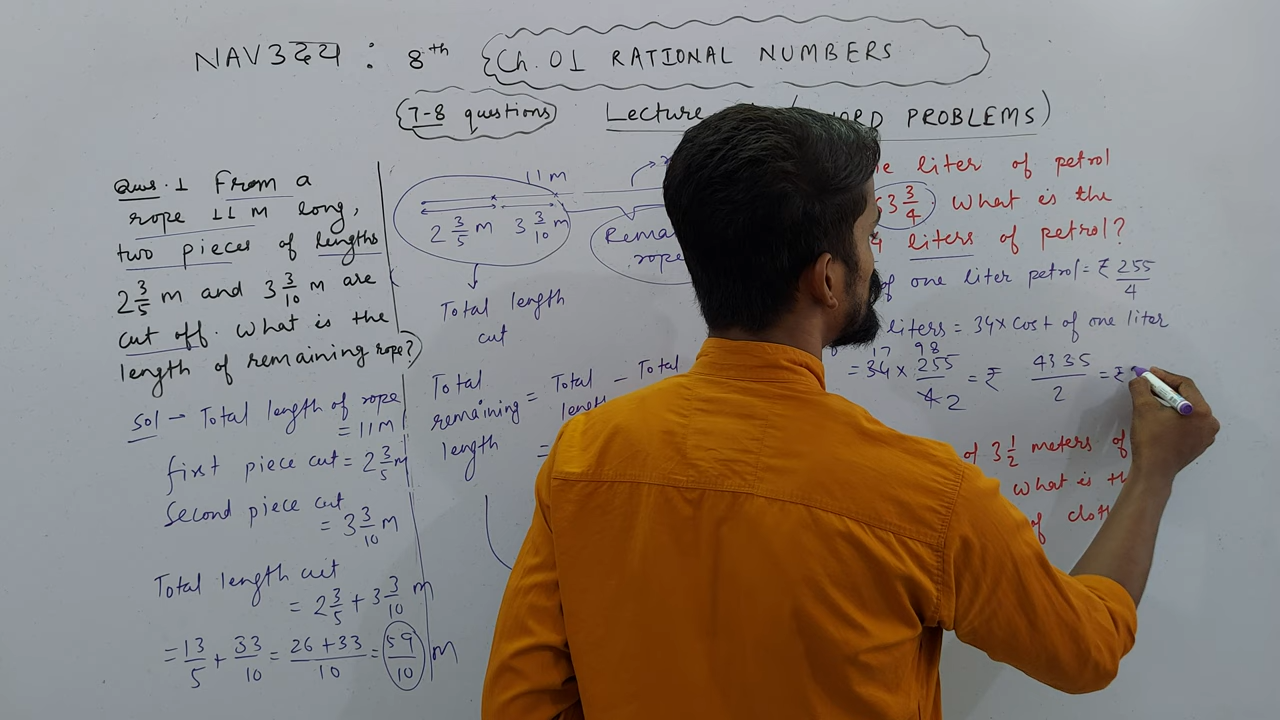 NAV3દય : 8th Ch. 01 RATIONAL NUMBERS
7-8 questions Lecture WORD PROBLEMS)
Ques. 1 From a
rope 11 m long,
two pieces of lengths
2 3/5 m and 3 3/10 m are
cut off. What is the
length of remaining rope?
Sol – Total length of rope
= 11M
first piece cut = 2 3/5 m
Second piece cut
= 3 3/10 M
Total length cut
= 2 3/5 + 3 3/10 m
= 13/5 + 33/10 = 26+33/10 = 59/10 m
11 M
2 3/5 M 3 3/10 M
rope
Total length
cut
Total
remaining = Total – Total
length
=
liter of petrol
3 3/4. What is the
4 liters of petrol?
of one liter petrol = ₹ 255/4
liters = 34 × cost of one liter
17
= 34 × 255/4 2 = ₹ 4335/2 = ₹
of 3 1/2 meters of
What is
of